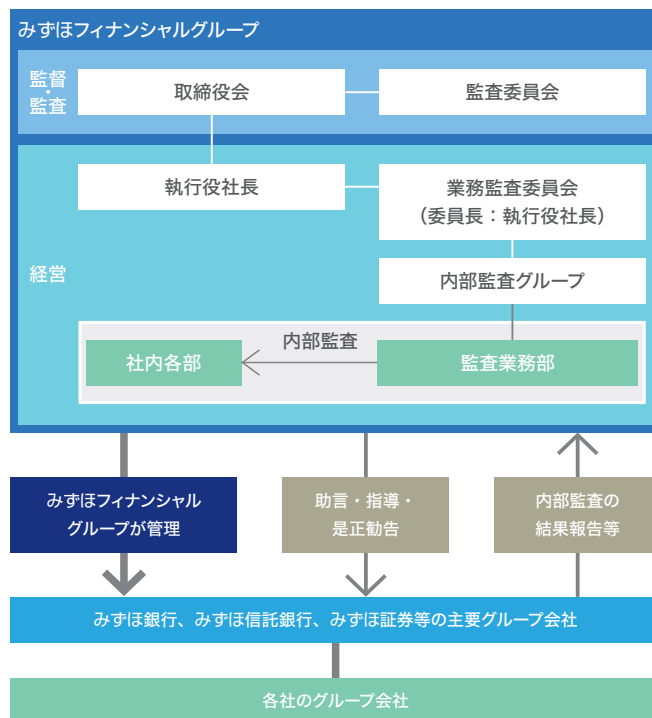 みずほフィナンシャルグループ
監督
・
監査
取締役会
監査委員会
経営
執行役社長
業務監査委員会
（委員長：執行役社長）
内部監査グループ
内部監査
社内各部
監査業務部
みずほフィナンシャル
グループが管理
助言・指導・
是正勧告
内部監査の
結果報告等
みずほ銀行、みずほ信託銀行、みずほ証券等の主要グループ会社
各社のグループ会社